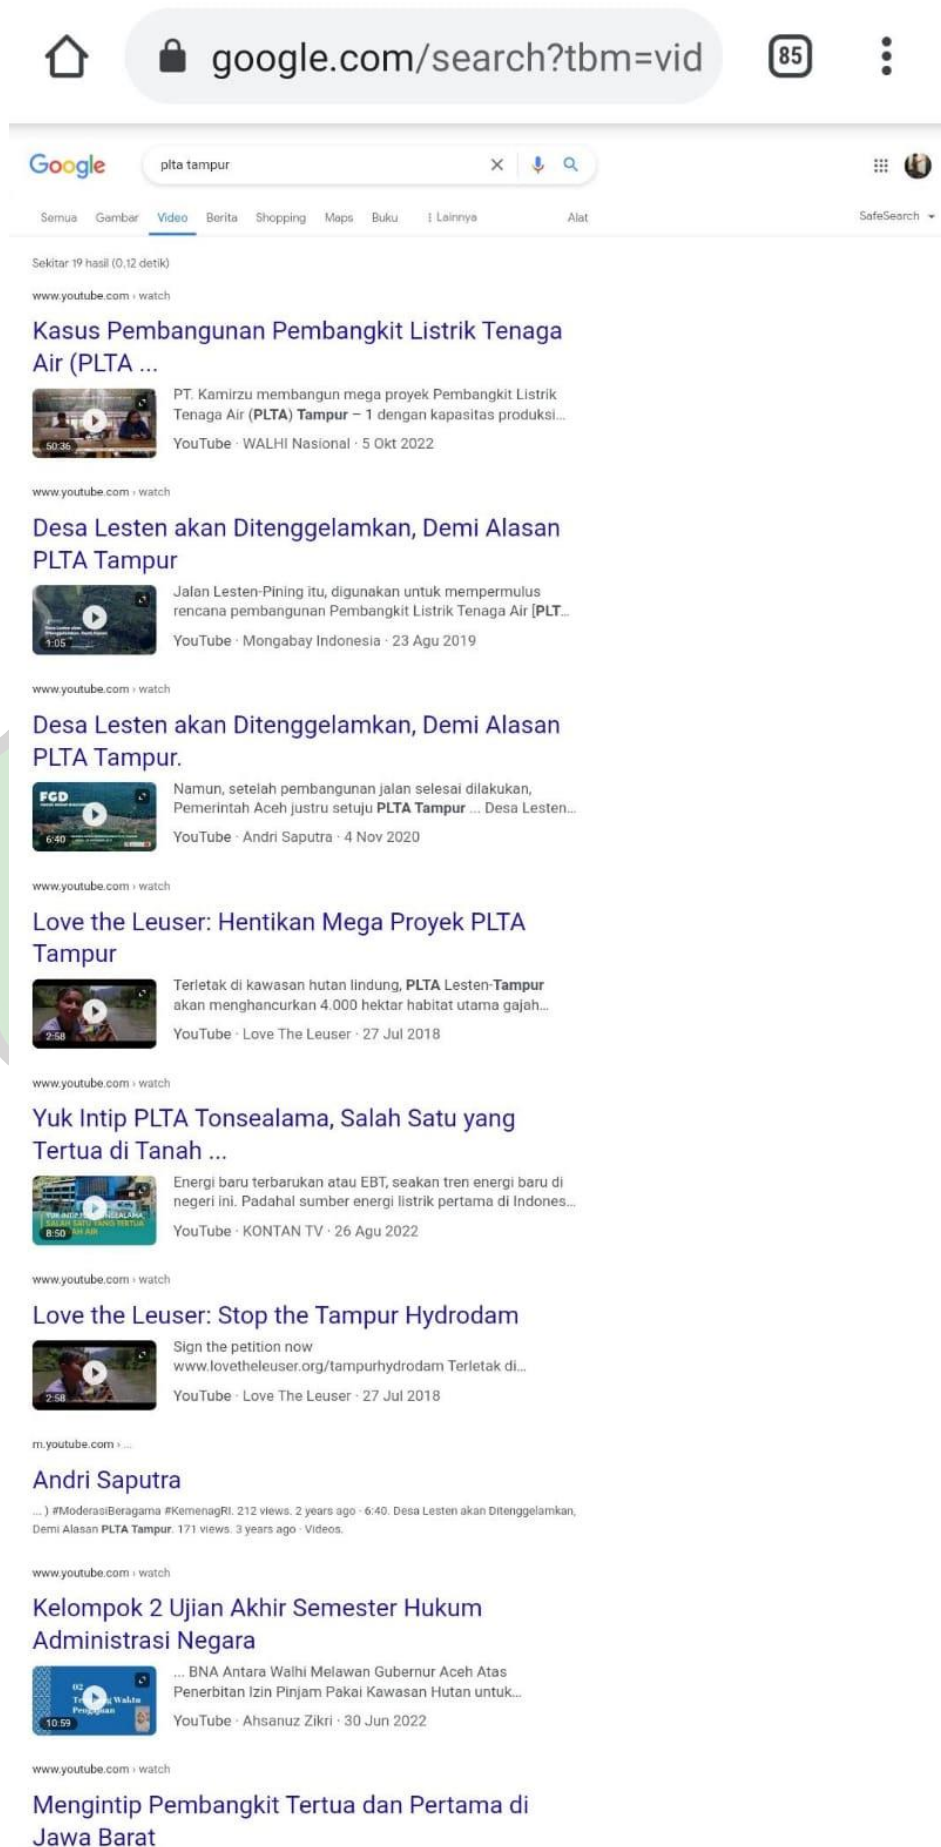 google.com/search?tbm=vid
85
Google
plta tampur
Semua Gambar Video Berita Shopping Maps Buku Lainnya Alat SafeSearch
Sekitar 19 hasil (0,12 detik)
www.youtube.com › watch
Kasus Pembangunan Pembangkit Listrik Tenaga
Air (PLTA ...
PT. Kamirzu membangun mega proyek Pembangkit Listrik
Tenaga Air (PLTA) Tampur – 1 dengan kapasitas produksi...
50:36
YouTube · WALHI Nasional · 5 Okt 2022
www.youtube.com › watch
Desa Lesten akan Ditenggelamkan, Demi Alasan
PLTA Tampur
Jalan Lesten-Pining itu, digunakan untuk mempermulus
rencana pembangunan Pembangkit Listrik Tenaga Air [PLT...
1:05
YouTube · Mongabay Indonesia · 23 Agu 2019
www.youtube.com › watch
Desa Lesten akan Ditenggelamkan, Demi Alasan
PLTA Tampur.
FGD
Namun, setelah pembangunan jalan selesai dilakukan,
Pemerintah Aceh justru setuju PLTA Tampur ... Desa Lesten...
6:40
YouTube · Andri Saputra · 4 Nov 2020
www.youtube.com › watch
Love the Leuser: Hentikan Mega Proyek PLTA
Tampur
Terletak di kawasan hutan lindung, PLTA Lesten-Tampur
akan menghancurkan 4.000 hektar habitat utama gajah...
2:58
YouTube · Love The Leuser · 27 Jul 2018
www.youtube.com › watch
Yuk Intip PLTA Tonsealama, Salah Satu yang
Tertua di Tanah ...
Energi baru terbarukan atau EBT, seakan tren energi baru di
negeri ini. Padahal sumber energi listrik pertama di Indones...
YUK INTIP
SALAH SATU YANG TERTUA
8:50
YouTube · KONTAN TV · 26 Agu 2022
www.youtube.com › watch
Love the Leuser: Stop the Tampur Hydrodam
Sign the petition now
www.lovetheleuser.org/tampurhydrodam Terletak di...
2:58
YouTube · Love The Leuser · 27 Jul 2018
m.youtube.com › ...
Andri Saputra
... ) #ModerasiBeragama #KemenagRI. 212 views. 2 years ago · 6:40. Desa Lesten akan Ditenggelamkan,
Demi Alasan PLTA Tampur. 171 views. 3 years ago · Videos.
www.youtube.com › watch
Kelompok 2 Ujian Akhir Semester Hukum
Administrasi Negara
... BNA Antara Walhi Melawan Gubernur Aceh Atas
Penerbitan Izin Pinjam Pakai Kawasan Hutan untuk...
02
Waktu
10:59
YouTube · Ahsanuz Zikri · 30 Jun 2022
www.youtube.com › watch
Mengintip Pembangkit Tertua dan Pertama di
Jawa Barat